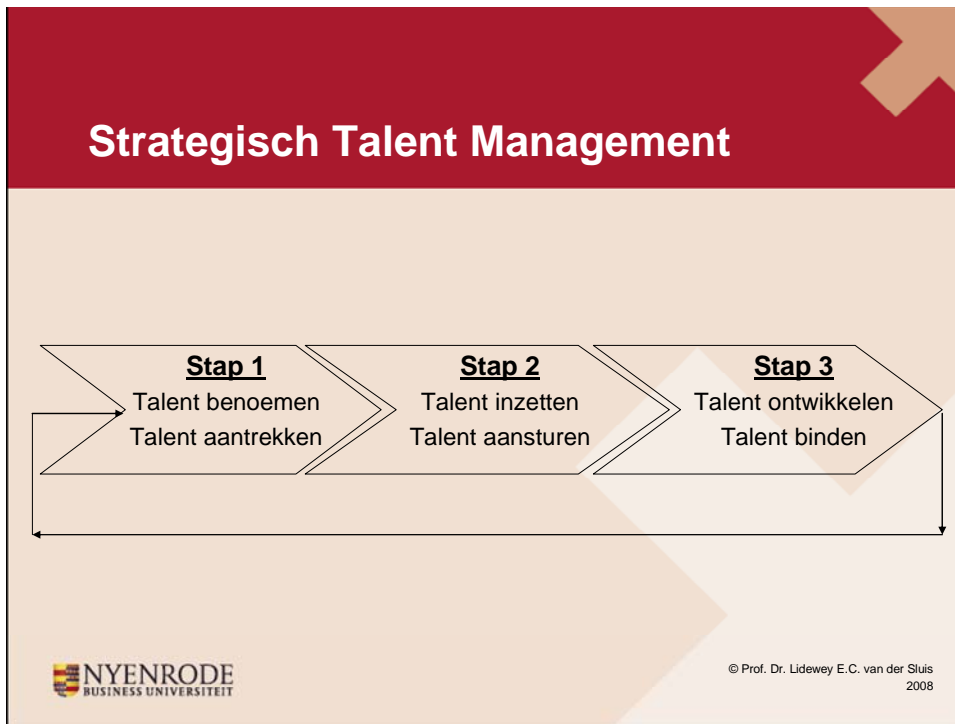 Strategisch Talent Management
Stap 1
Talent benoemen
Talent aantrekken
Stap 2
Talent inzetten
Talent aansturen
Stap 3
Talent ontwikkelen
Talent binden
NYENRODE
BUSINESS UNIVERSITEIT
© Prof. Dr. Lidewey E.C. van der Sluis
2008